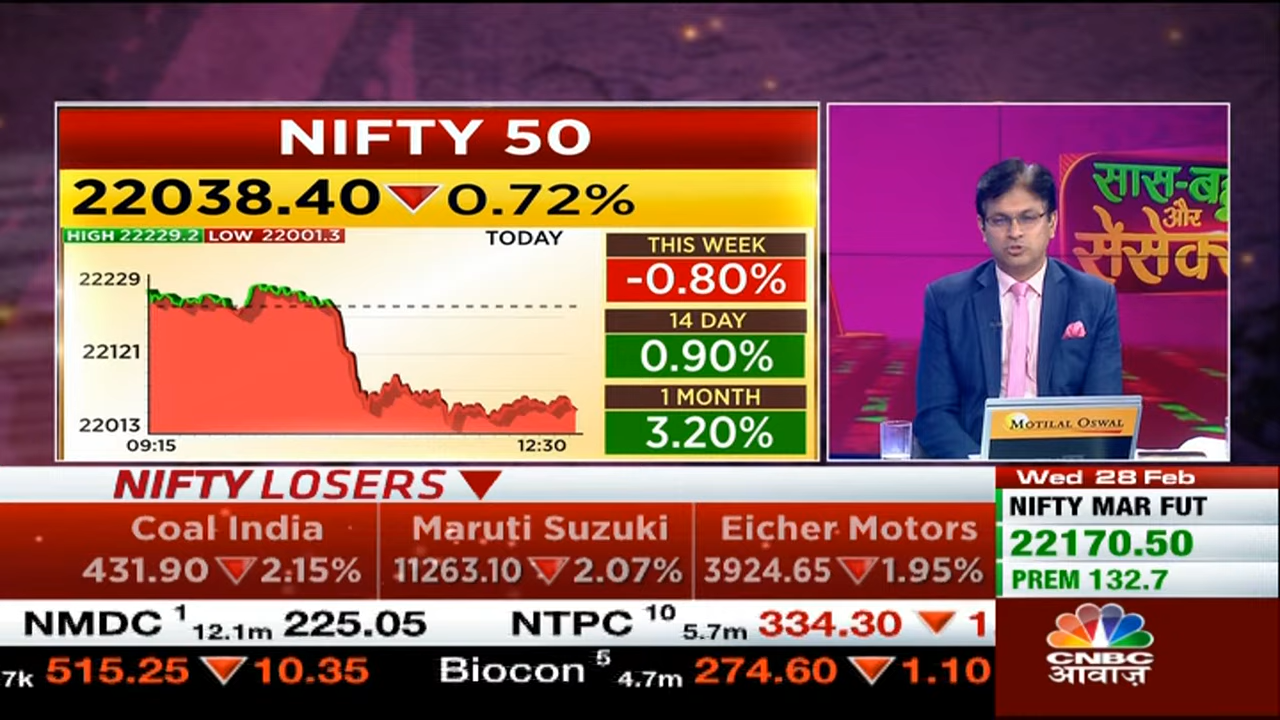 NIFTY 50
22038.40 0.72%
HIGH 22229.2 LOW 22001.3
TODAY
22229
22121
22013
09:15 12:30
THIS WEEK
-0.80%
14 DAY
0.90%
1 MONTH
3.20%
सास-बहू
और
सेंसेक्स
MOTILAL OSWAL
NIFTY LOSERS
Coal India
431.90 2.15%
Maruti Suzuki
11263.10 2.07%
Eicher Motors
3924.65 1.95%
Wed 28 Feb
NIFTY MAR FUT
22170.50
PREM 132.7
NMDC 1 12.1m 225.05 NTPC 10 5.7m 334.30 1
7k 515.25 10.35 Biocon 5 4.7m 274.60 1.10
CNBC
आवाज़